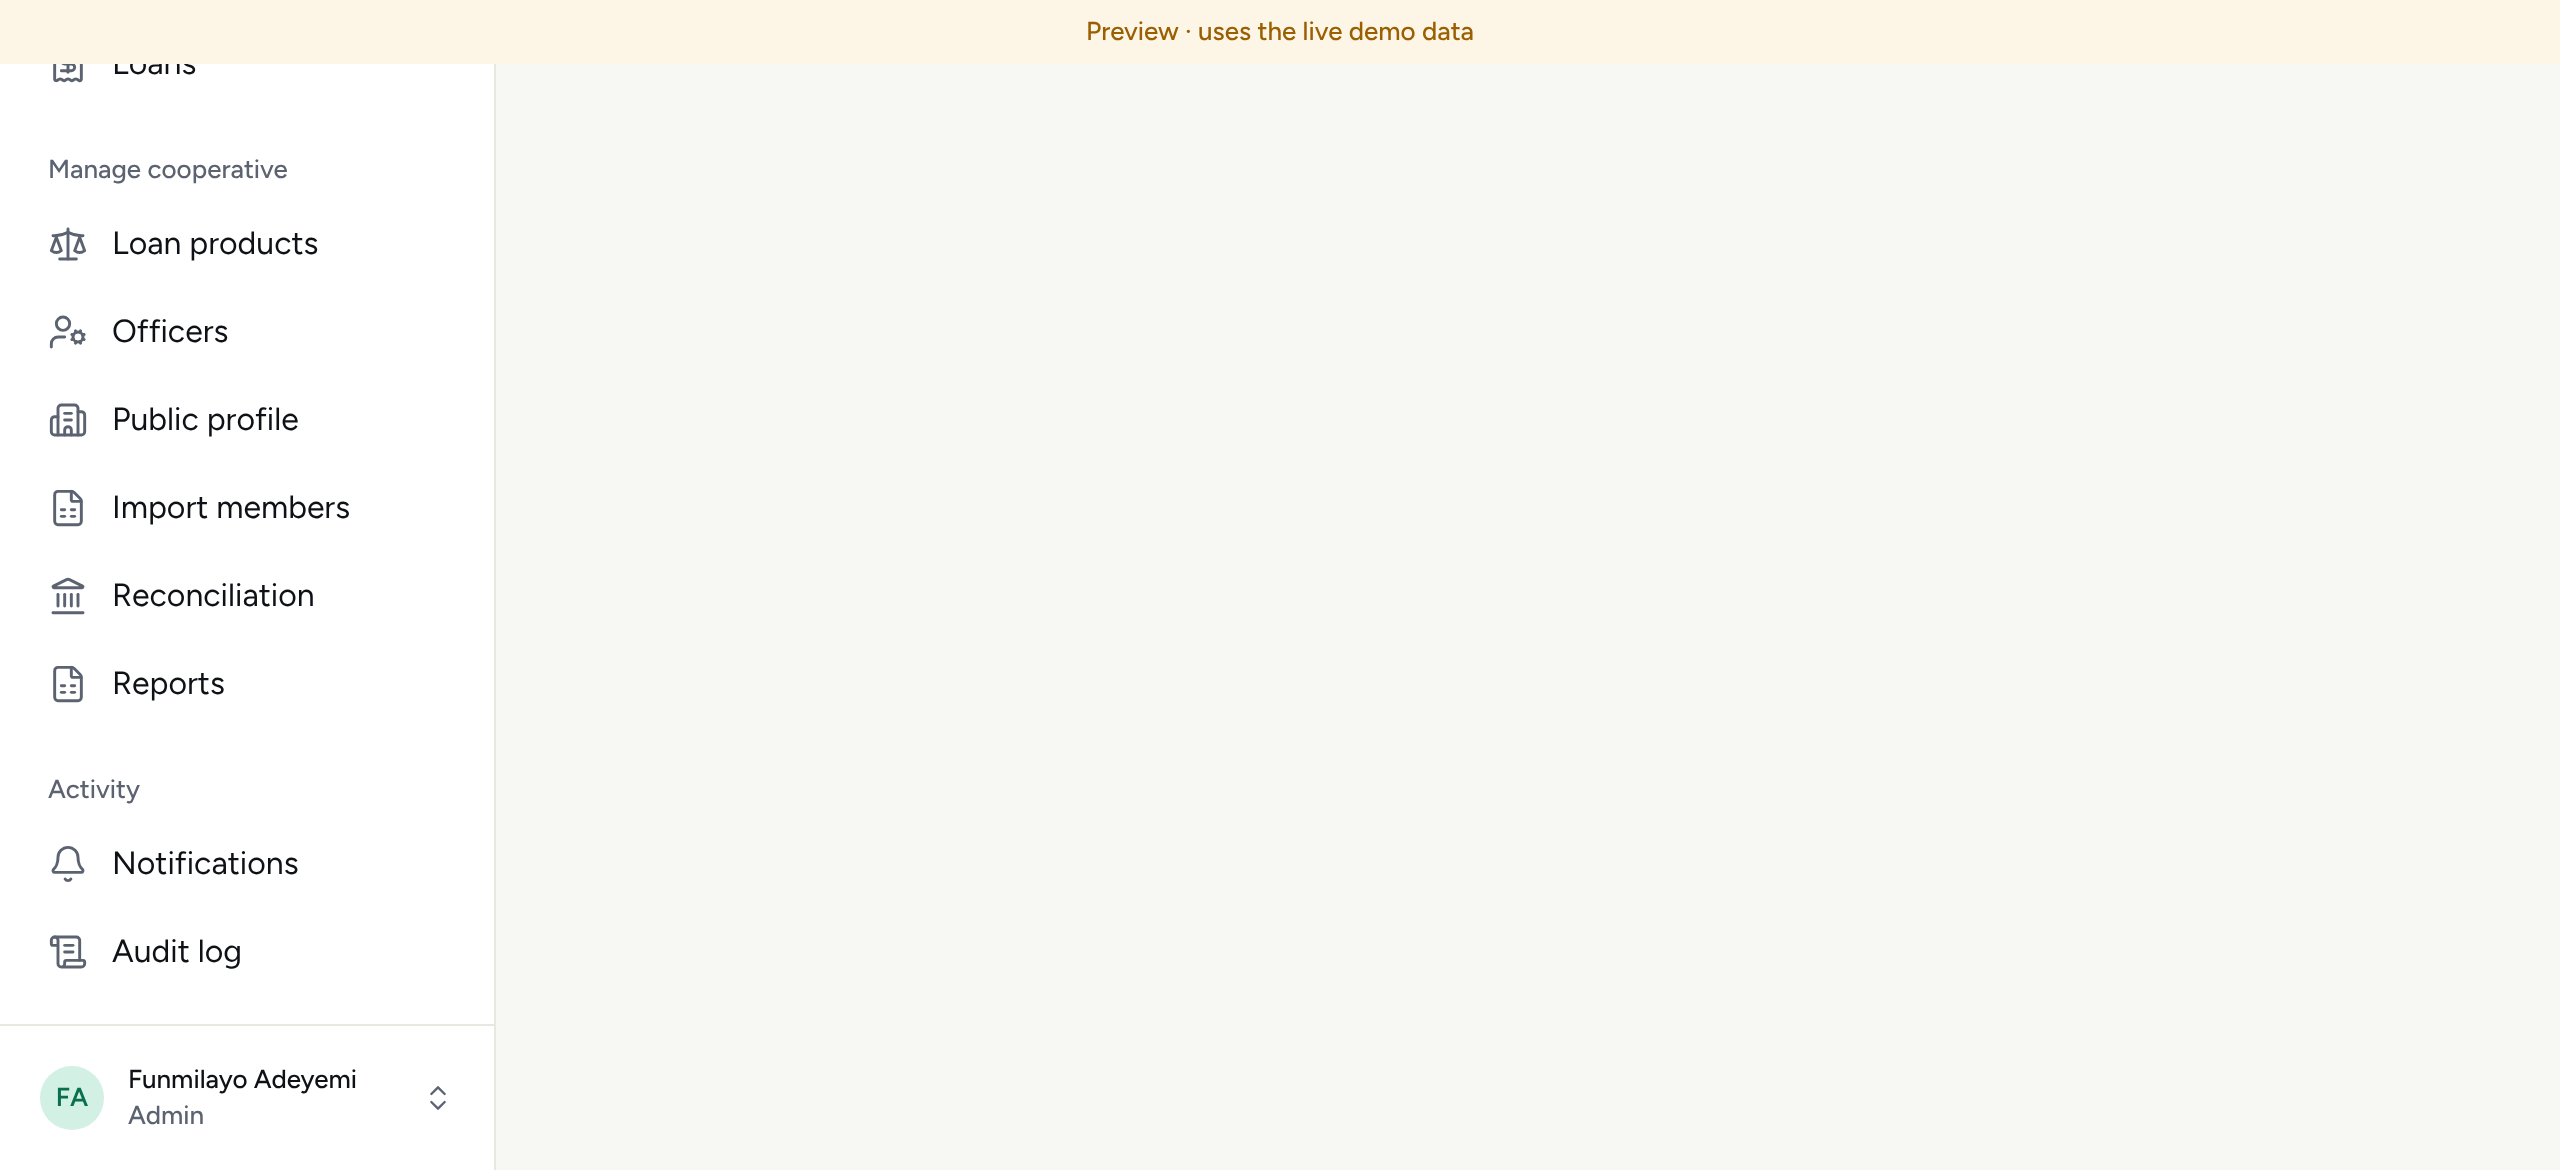 Preview · uses the live demo data
Loans
Manage cooperative
Loan products
Officers
Public profile
Import members
Reconciliation
Reports
Activity
Notifications
Audit log
FA
Funmilayo Adeyemi
Admin